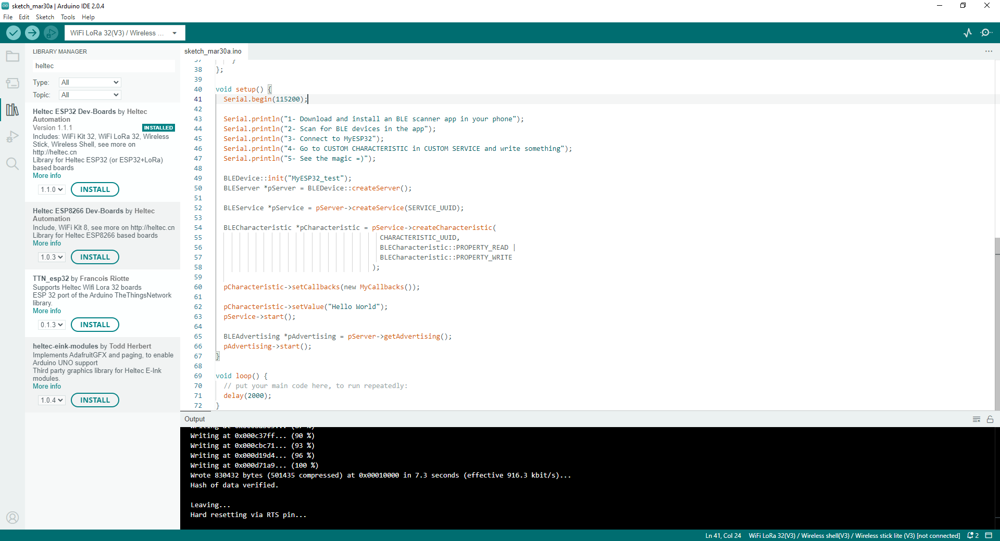 sketch_mar30a | Arduino IDE 2.0.4
File Edit Sketch Tools Help
WiFi LoRa 32(V3) / Wireless ...
LIBRARY MANAGER
heltec
Type: All
Topic: All
Heltec ESP32 Dev-Boards by Heltec
Automation
Version 1.1.1 INSTALLED
Includes: WiFi Kit 32, WiFi LoRa 32, Wireless
Stick, Wireless Shell, see more on
http://heltec.cn
Library for Heltec ESP32 (or ESP32+LoRa)
based boards
More info
1.1.0 INSTALL
Heltec ESP8266 Dev-Boards by Heltec
Automation
Include, WiFi Kit 8, see more on http://heltec.cn
Library for Heltec ESP8266 based boards
More info
1.0.3 INSTALL
TTN_esp32 by Francois Riotte
Supports Heltec Wifi Lora 32 boards
ESP 32 port of the Arduino TheThingsNetwork
library.
More info
0.1.3 INSTALL
heltec-eink-modules by Todd Herbert
Implements AdafruitGFX and paging, to enable
Arduino UNO support
Third party graphics library for Heltec E-Ink
modules.
More info
1.0.4 INSTALL
sketch_mar30a.ino
37 }
38 };
39
40 void setup() {
41 Serial.begin(115200);
42
43 Serial.println("1- Download and install an BLE scanner app in your phone");
44 Serial.println("2- Scan for BLE devices in the app");
45 Serial.println("3- Connect to MyESP32");
46 Serial.println("4- Go to CUSTOM CHARACTERISTIC in CUSTOM SERVICE and write something");
47 Serial.println("5- See the magic =)");
48
49 BLEDevice::init("MyESP32_test");
50 BLEServer *pServer = BLEDevice::createServer();
51
52 BLEService *pService = pServer->createService(SERVICE_UUID);
53
54 BLECharacteristic *pCharacteristic = pService->createCharacteristic(
55 CHARACTERISTIC_UUID,
56 BLECharacteristic::PROPERTY_READ |
57 BLECharacteristic::PROPERTY_WRITE
58 );
59
60 pCharacteristic->setCallbacks(new MyCallbacks());
61
62 pCharacteristic->setValue("Hello World");
63 pService->start();
64
65 BLEAdvertising *pAdvertising = pServer->getAdvertising();
66 pAdvertising->start();
67 }
68
69 void loop() {
70 // put your main code here, to run repeatedly:
71 delay(2000);
72 }
Output
Writing at
Writing at 0x000c37ff... (90 %)
Writing at 0x000cbc71... (93 %)
Writing at 0x000d19d4... (96 %)
Writing at 0x000d71a9... (100 %)
Wrote 830432 bytes (501435 compressed) at 0x00010000 in 7.3 seconds (effective 916.3 kbit/s)...
Hash of data verified.
Leaving...
Hard resetting via RTS pin...
Ln 41, Col 24 WiFi LoRa 32(V3) / Wireless shell(V3) / Wireless stick lite (V3) [not connected] 2